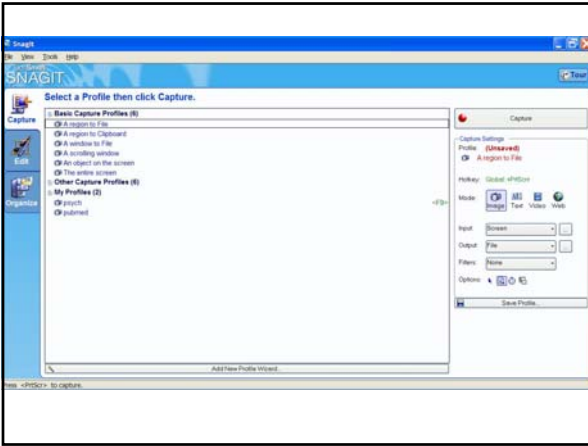 SnagIt
File View Tools Help
SNAGIT
Tour
Select a Profile then click Capture.
Capture
Edit
Organize
Basic Capture Profiles (6)
A region to File
A region to Clipboard
A window to File
A scrolling window
An object on the screen
The entire screen
Other Capture Profiles (6)
My Profiles (2)
psych <F9>
pubmed
Add New Profile Wizard...
Capture
Capture Settings
Profile: (Unsaved)
A region to File
Hotkey: Global <PrtScr>
Mode:
Image Text Video Web
Input: Screen
Output: File
Filters: None
Options:
Save Profile...
Press <PrtScr> to capture.